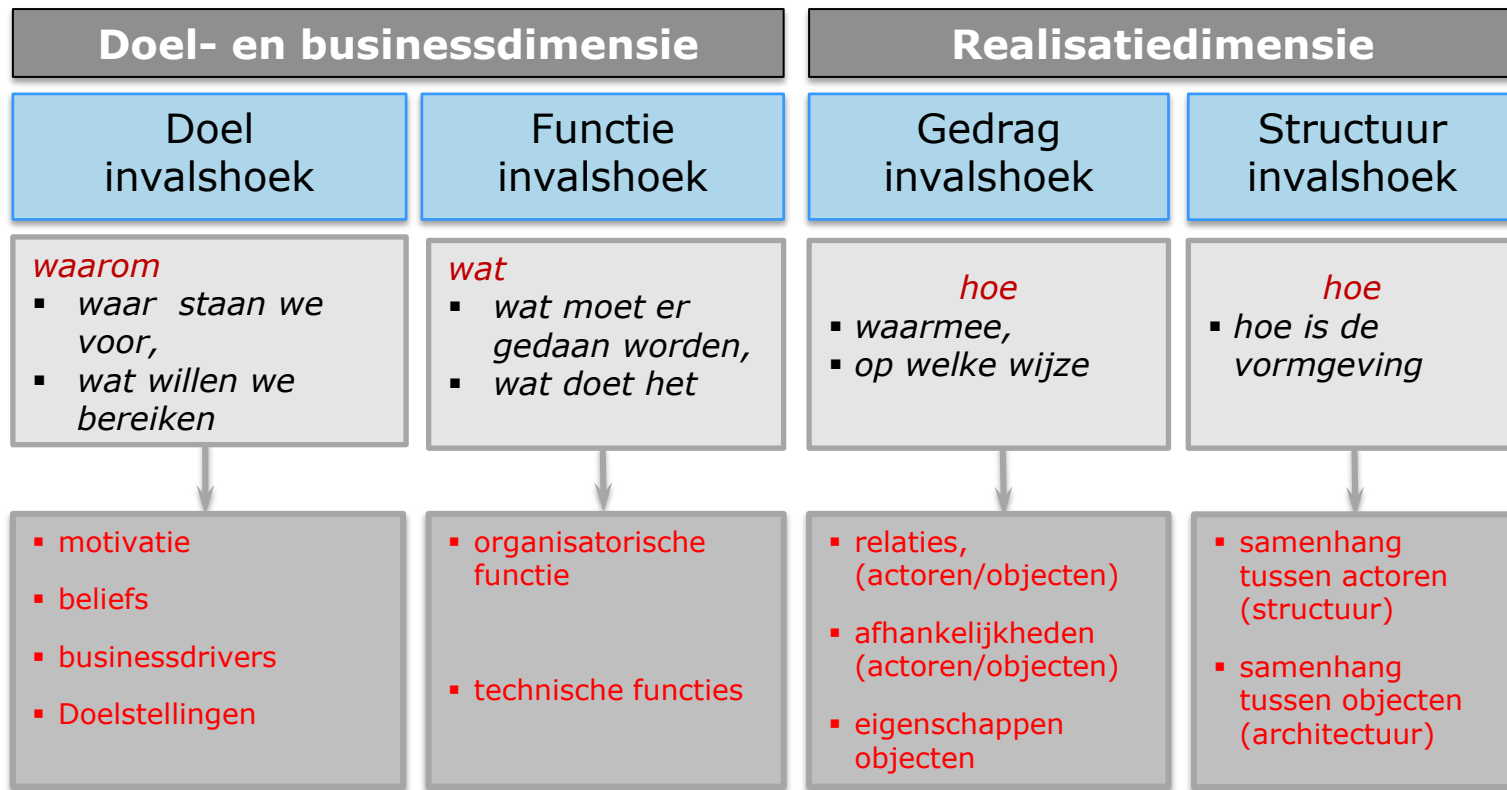 Doel- en businessdimensie
Realisatiedimensie
Doel
invalshoek
Functie
invalshoek
Gedrag
invalshoek
Structuur
invalshoek
waarom
▪ waar staan we
voor,
▪ wat willen we
bereiken
wat
▪ wat moet er
gedaan worden,
▪ wat doet het
hoe
▪ waarmee,
▪ op welke wijze
hoe
▪ hoe is de
vormgeving
▪ motivatie
▪ beliefs
▪ businessdrivers
▪ Doelstellingen
▪ organisatorische
functie
▪ technische functies
▪ relaties,
(actoren/objecten)
▪ afhankelijkheden
(actoren/objecten)
▪ eigenschappen
objecten
▪ samenhang
tussen actoren
(structuur)
▪ samenhang
tussen objecten
(architectuur)